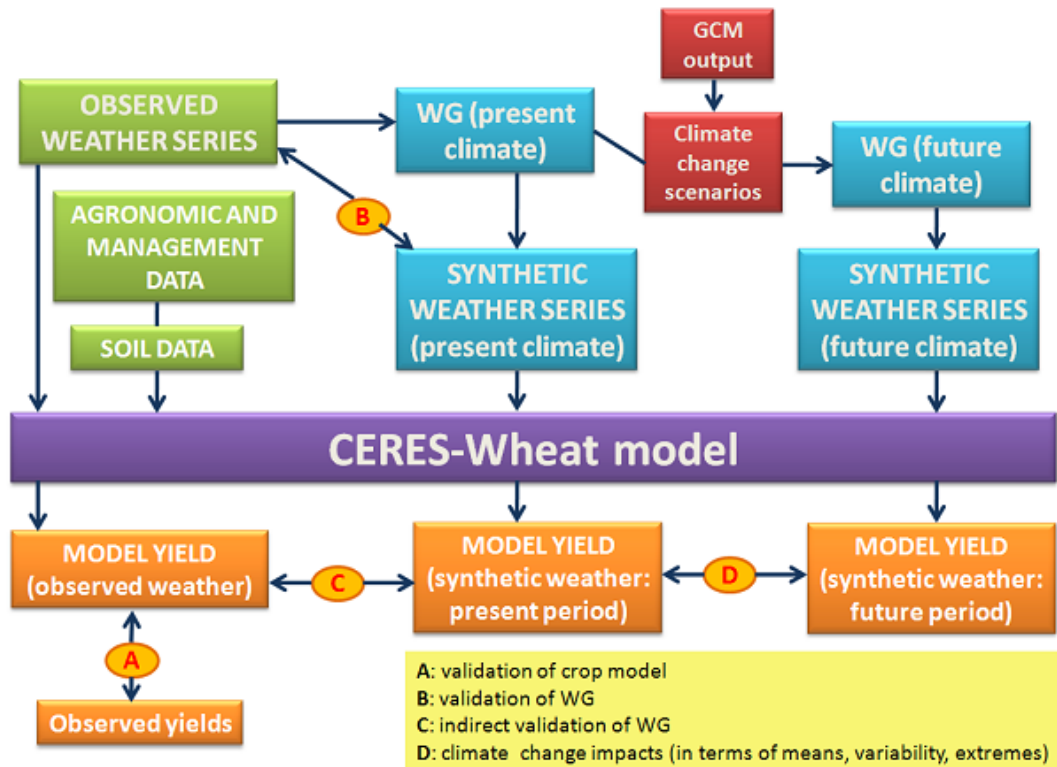 GCM
output
OBSERVED
WEATHER SERIES
WG (present
climate)
Climate
change
scenarios
WG (future
climate)
B
AGRONOMIC AND
MANAGEMENT
DATA
SYNTHETIC
WEATHER SERIES
(present climate)
SYNTHETIC
WEATHER SERIES
(future climate)
SOIL DATA
CERES-Wheat model
MODEL YIELD
(observed weather)
C
MODEL YIELD
(synthetic weather:
present period)
D
MODEL YIELD
(synthetic weather:
future period)
A
Observed yields
A: validation of crop model
B: validation of WG
C: indirect validation of WG
D: climate change impacts (in terms of means, variability, extremes)